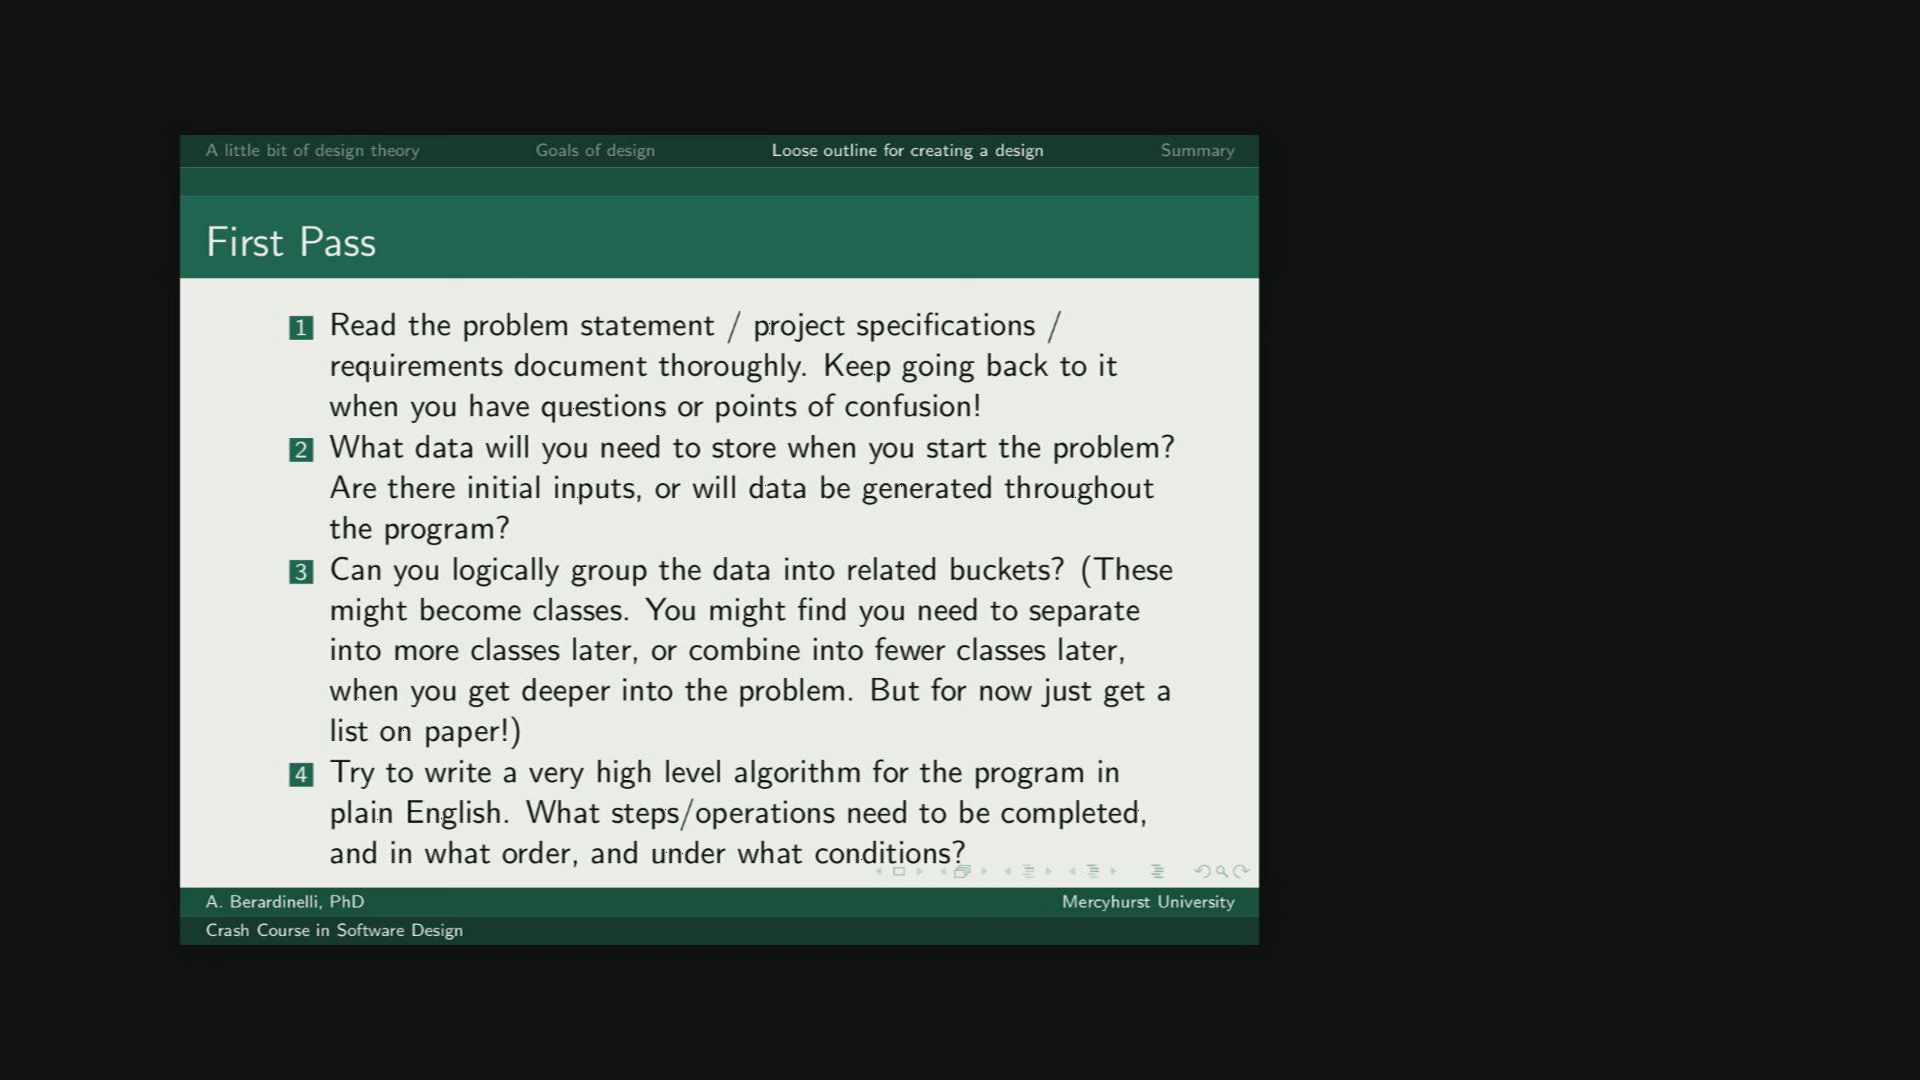 A little bit of design theory
Goals of design
Loose outline for creating a design
Summary
First Pass
1 Read the problem statement / project specifications /
requirements document thoroughly. Keep going back to it
when you have questions or points of confusion!
2 What data will you need to store when you start the problem?
Are there initial inputs, or will data be generated throughout
the program?
3 Can you logically group the data into related buckets? (These
might become classes. You might find you need to separate
into more classes later, or combine into fewer classes later,
when you get deeper into the problem. But for now just get a
list on paper!)
4 Try to write a very high level algorithm for the program in
plain English. What steps/operations need to be completed,
and in what order, and under what conditions?
A. Berardinelli, PhD
Mercyhurst University
Crash Course in Software Design